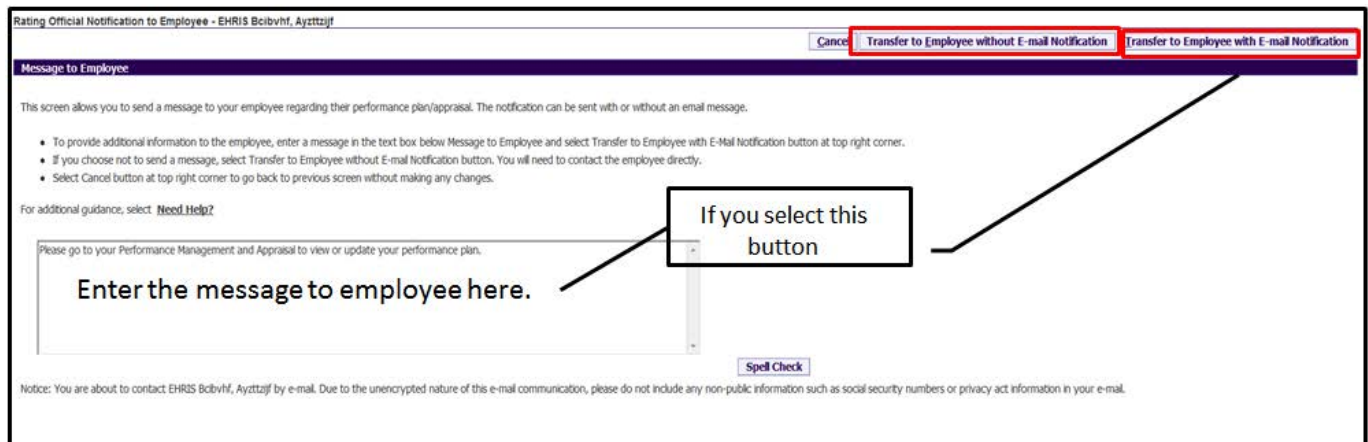 Rating Official Notification to Employee - EHRIS Bcibvhf, Ayzttzijf
Cancel Transfer to Employee without E-mail Notification Transfer to Employee with E-mail Notification
Message to Employee
This screen allows you to send a message to your employee regarding their performance plan/appraisal. The notification can be sent with or without an email message.
• To provide additional information to the employee, enter a message in the text box below Message to Employee and select Transfer to Employee with E-Mail Notification button at top right corner.
• If you choose not to send a message, select Transfer to Employee without E-mail Notification button. You will need to contact the employee directly.
• Select Cancel button at top right corner to go back to previous screen without making any changes.
For additional guidance, select Need Help?
If you select this
button
Please go to your Performance Management and Appraisal to view or update your performance plan.
Enter the message to employee here.
Spell Check
Notice: You are about to contact EHRIS Bcibvhf, Ayzttzijf by e-mail. Due to the unencrypted nature of this e-mail communication, please do not include any non-public information such as social security numbers or privacy act information in your e-mail.